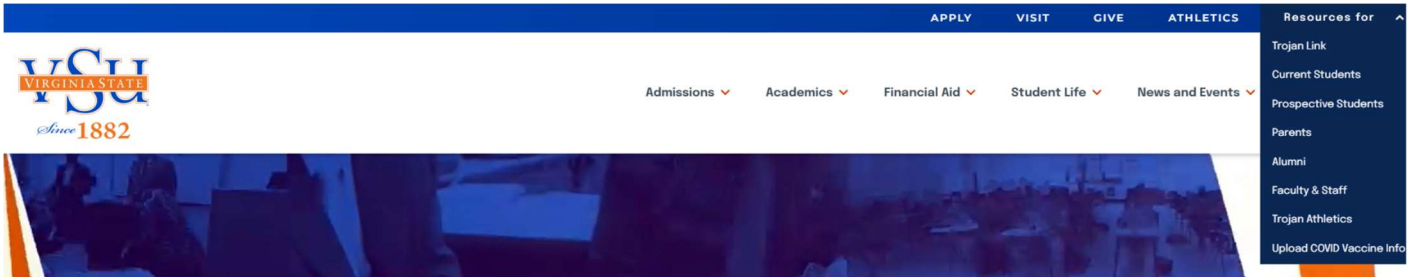 APPLY VISIT GIVE ATHLETICS Resources for
VSU
VIRGINIA STATE
Since 1882
Admissions Academics Financial Aid Student Life News and Events
Trojan Link
Current Students
Prospective Students
Parents
Alumni
Faculty & Staff
Trojan Athletics
Upload COVID Vaccine Info